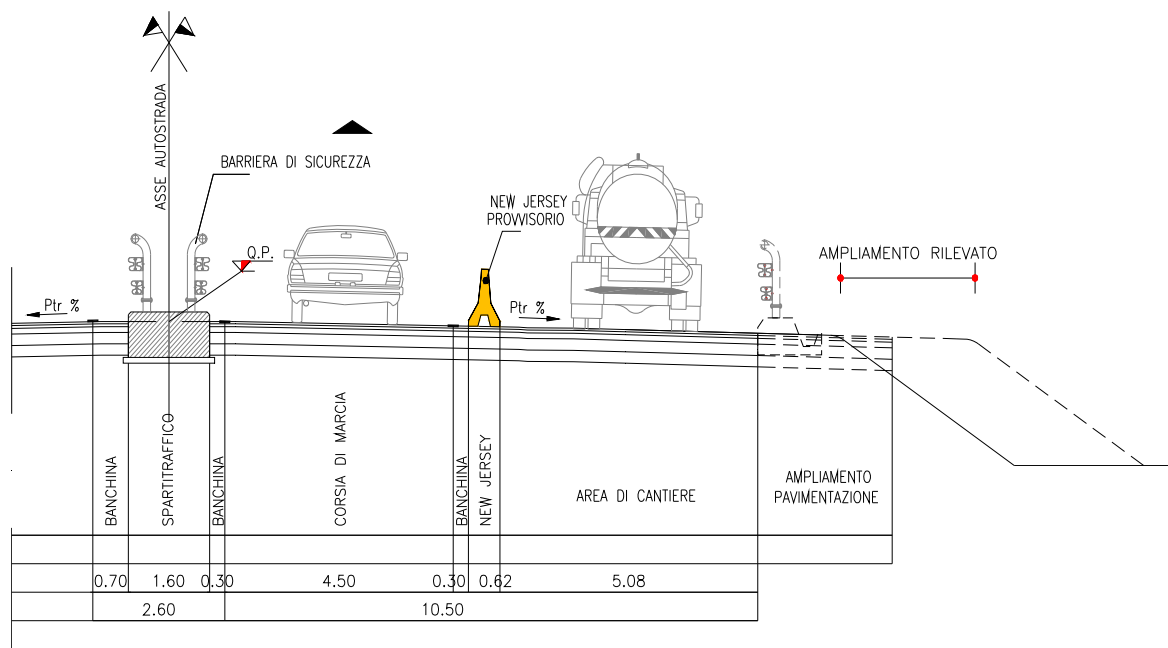 ASSE AUTOSTRADA
BARRIERA DI SICUREZZA
NEW JERSEY
PROVVISORIO
Q.P.
AMPLIAMENTO RILEVATO
Ptr %
Ptr %
BANCHINA
SPARTITRAFFICO
BANCHINA
CORSIA DI MARCIA
BANCHINA
NEW JERSEY
AREA DI CANTIERE
AMPLIAMENTO
PAVIMENTAZIONE
0.70 1.60 0.30 4.50 0.30 0.62 5.08
2.60 10.50